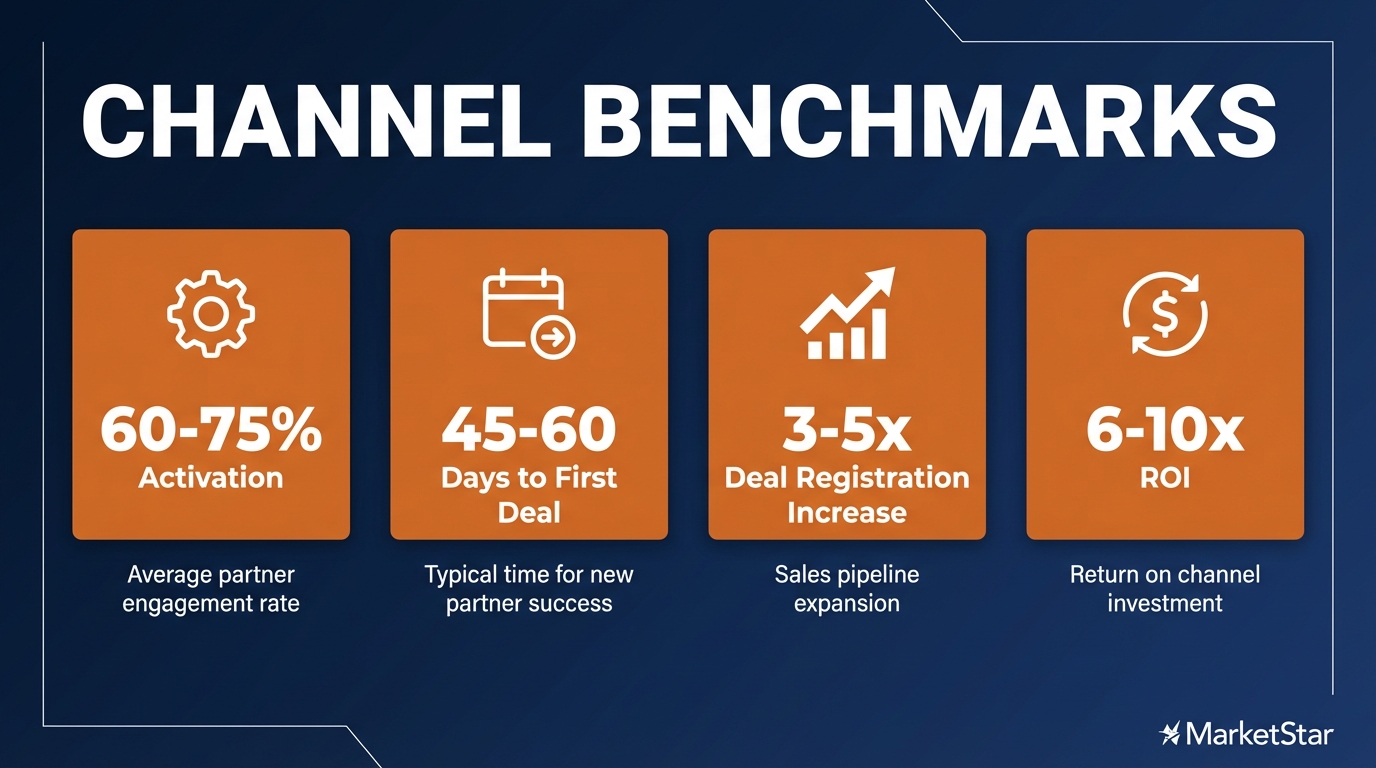 CHANNEL BENCHMARKS
60-75%
Activation
Average partner
engagement rate
45-60
Days to First
Deal
Typical time for new
partner success
3-5x
Deal Registration
Increase
Sales pipeline
expansion
6-10x
ROI
Return on channel
investment
MarketStar